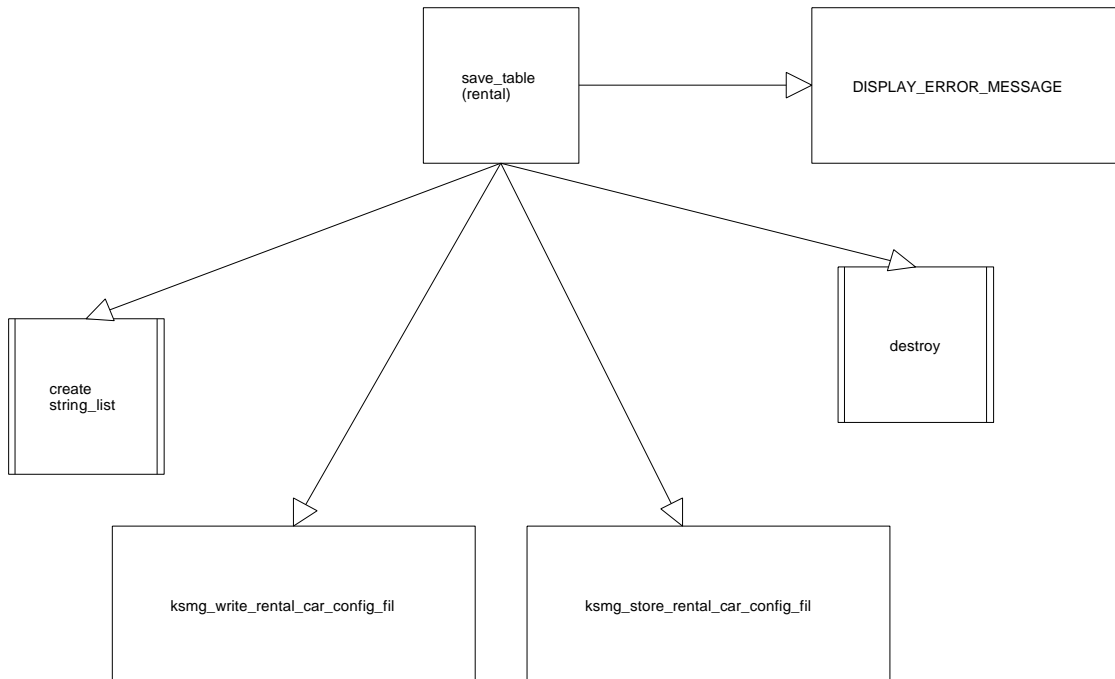 save_table
(rental)
DISPLAY_ERROR_MESSAGE
destroy
create
string_list
ksmg_write_rental_car_config_fil
ksmg_store_rental_car_config_fil